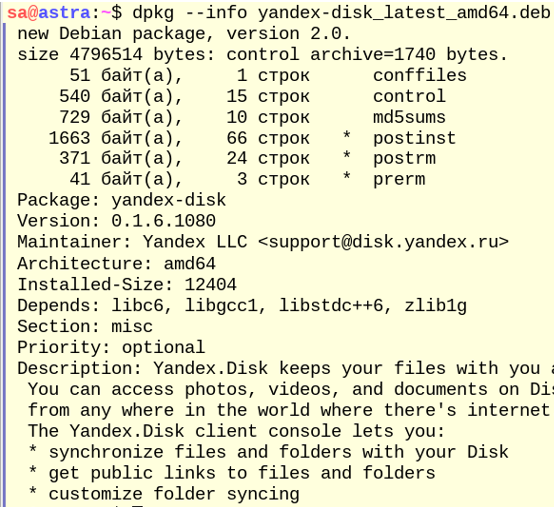 sa@astra:~$ dpkg --info yandex-disk_latest_amd64.deb
new Debian package, version 2.0.
size 4796514 bytes: control archive=1740 bytes.
51 байт(а), 1 строк conffiles
540 байт(а), 15 строк control
729 байт(а), 10 строк md5sums
1663 байт(а), 66 строк * postinst
371 байт(а), 24 строк * postrm
41 байт(а), 3 строк * prerm
Package: yandex-disk
Version: 0.1.6.1080
Maintainer: Yandex LLC <support@disk.yandex.ru>
Architecture: amd64
Installed-Size: 12404
Depends: libc6, libgcc1, libstdc++6, zlib1g
Section: misc
Priority: optional
Description: Yandex.Disk keeps your files with you a
You can access photos, videos, and documents on Dis
from any where in the world where there's internet
The Yandex.Disk client console lets you:
* synchronize files and folders with your Disk
* get public links to files and folders
* customize folder syncing